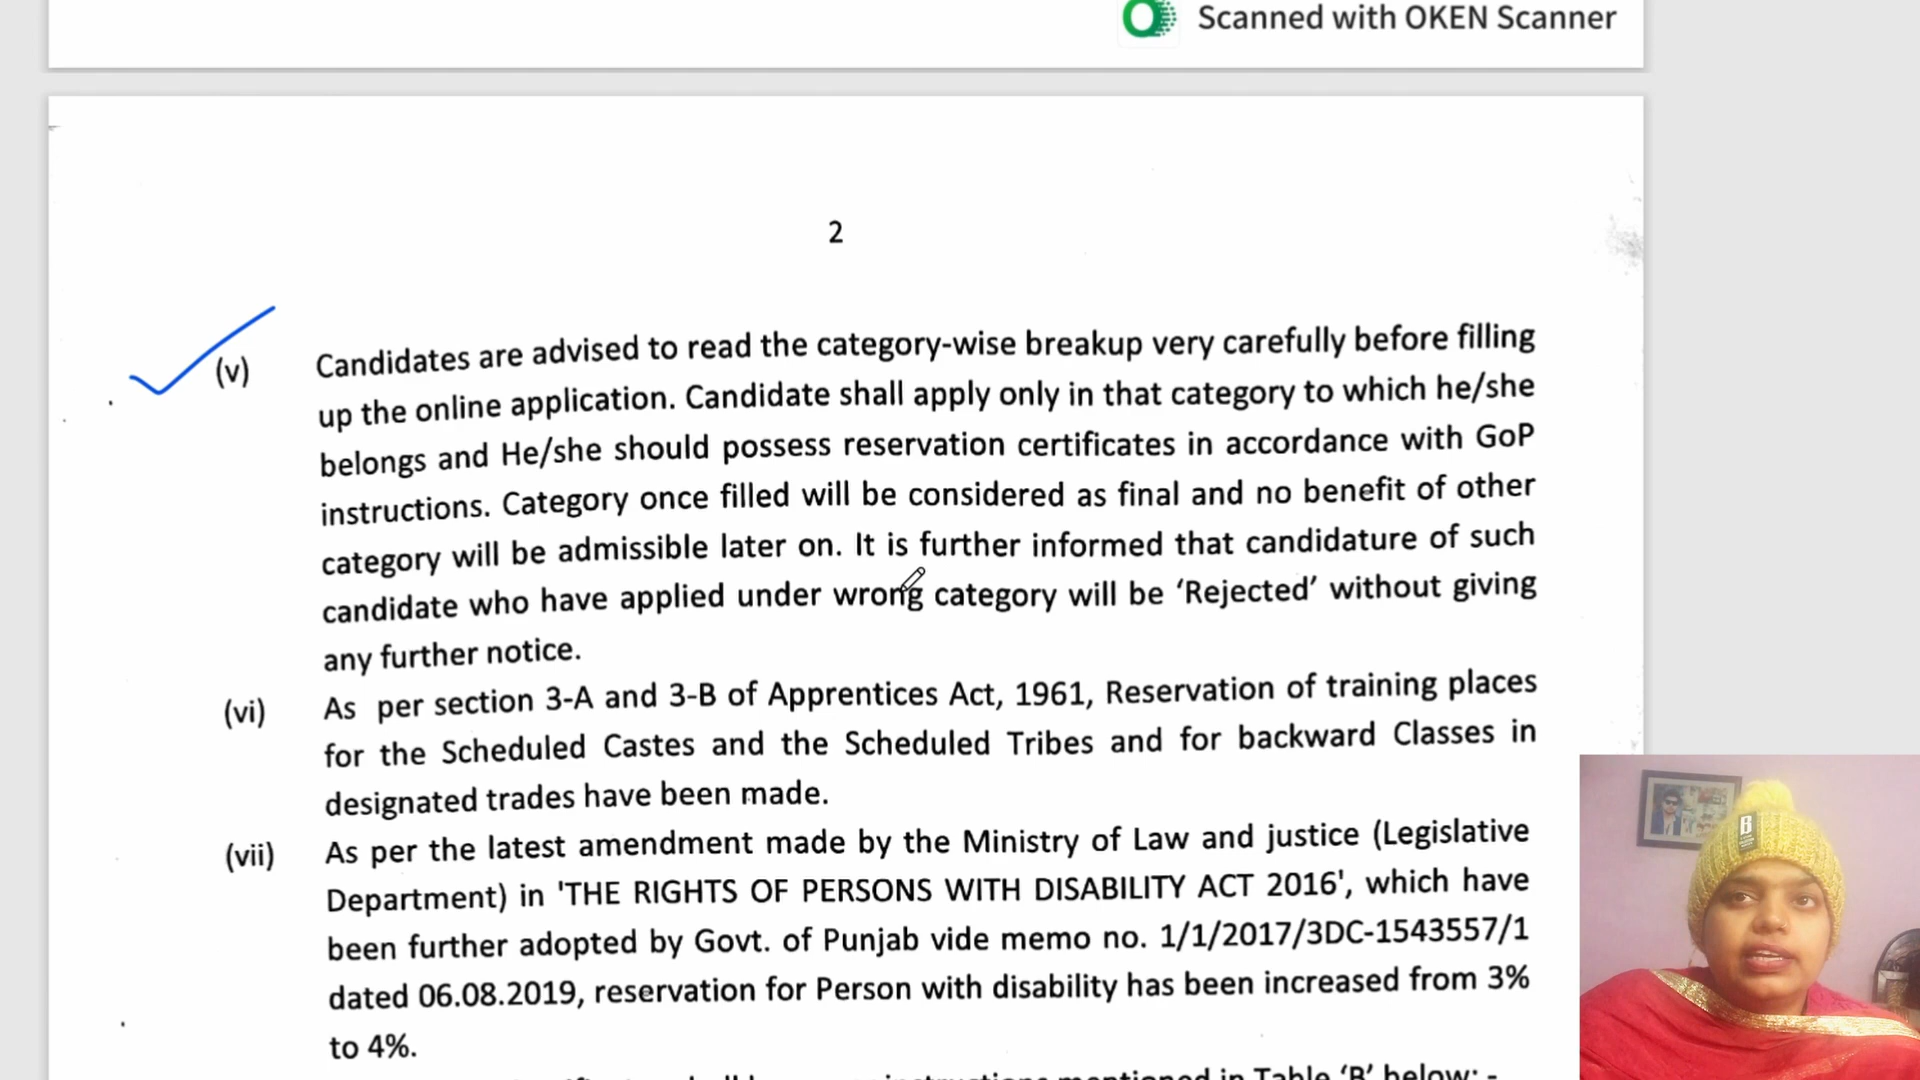 Scanned with OKEN Scanner
2
(v) Candidates are advised to read the category-wise breakup very carefully before filling
up the online application. Candidate shall apply only in that category to which he/she
belongs and He/she should possess reservation certificates in accordance with GoP
instructions. Category once filled will be considered as final and no benefit of other
category will be admissible later on. It is further informed that candidature of such
candidate who have applied under wrong category will be ‘Rejected’ without giving
any further notice.
(vi) As per section 3-A and 3-B of Apprentices Act, 1961, Reservation of training places
for the Scheduled Castes and the Scheduled Tribes and for backward Classes in
designated trades have been made.
(vii) As per the latest amendment made by the Ministry of Law and justice (Legislative
Department) in 'THE RIGHTS OF PERSONS WITH DISABILITY ACT 2016', which have
been further adopted by Govt. of Punjab vide memo no. 1/1/2017/3DC-1543557/1
dated 06.08.2019, reservation for Person with disability has been increased from 3%
to 4%.
mentioned in Table ‘B’ below: -
B